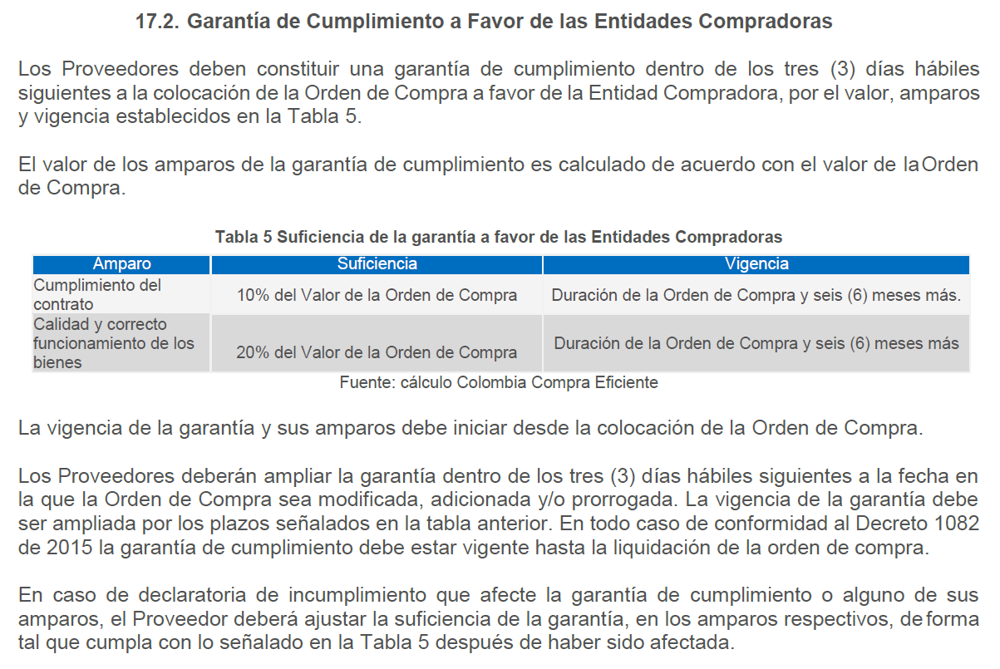 17.2. Garantía de Cumplimiento a Favor de las Entidades Compradoras
Los Proveedores deben constituir una garantía de cumplimiento dentro de los tres (3) días hábiles
siguientes a la colocación de la Orden de Compra a favor de la Entidad Compradora, por el valor, amparos
y vigencia establecidos en la Tabla 5.
El valor de los amparos de la garantía de cumplimiento es calculado de acuerdo con el valor de la Orden
de Compra.
Tabla 5 Suficiencia de la garantía a favor de las Entidades Compradoras
Amparo Suficiencia Vigencia
Cumplimiento del
contrato
10% del Valor de la Orden de Compra
Duración de la Orden de Compra y seis (6) meses más.
Calidad y correcto
funcionamiento de los
bienes
20% del Valor de la Orden de Compra
Duración de la Orden de Compra y seis (6) meses más
Fuente: cálculo Colombia Compra Eficiente
La vigencia de la garantía y sus amparos debe iniciar desde la colocación de la Orden de Compra.
Los Proveedores deberán ampliar la garantía dentro de los tres (3) días hábiles siguientes a la fecha en
la que la Orden de Compra sea modificada, adicionada y/o prorrogada. La vigencia de la garantía debe
ser ampliada por los plazos señalados en la tabla anterior. En todo caso de conformidad al Decreto 1082
de 2015 la garantía de cumplimiento debe estar vigente hasta la liquidación de la orden de compra.
En caso de declaratoria de incumplimiento que afecte la garantía de cumplimiento o alguno de sus
amparos, el Proveedor deberá ajustar la suficiencia de la garantía, en los amparos respectivos, de forma
tal que cumpla con lo señalado en la Tabla 5 después de haber sido afectada.